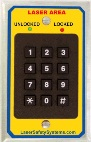 LASER AREA
UNLOCKED LOCKED
1 2 3
4 5 6
7 8 9
* 0 #
LaserSafetySystems.com